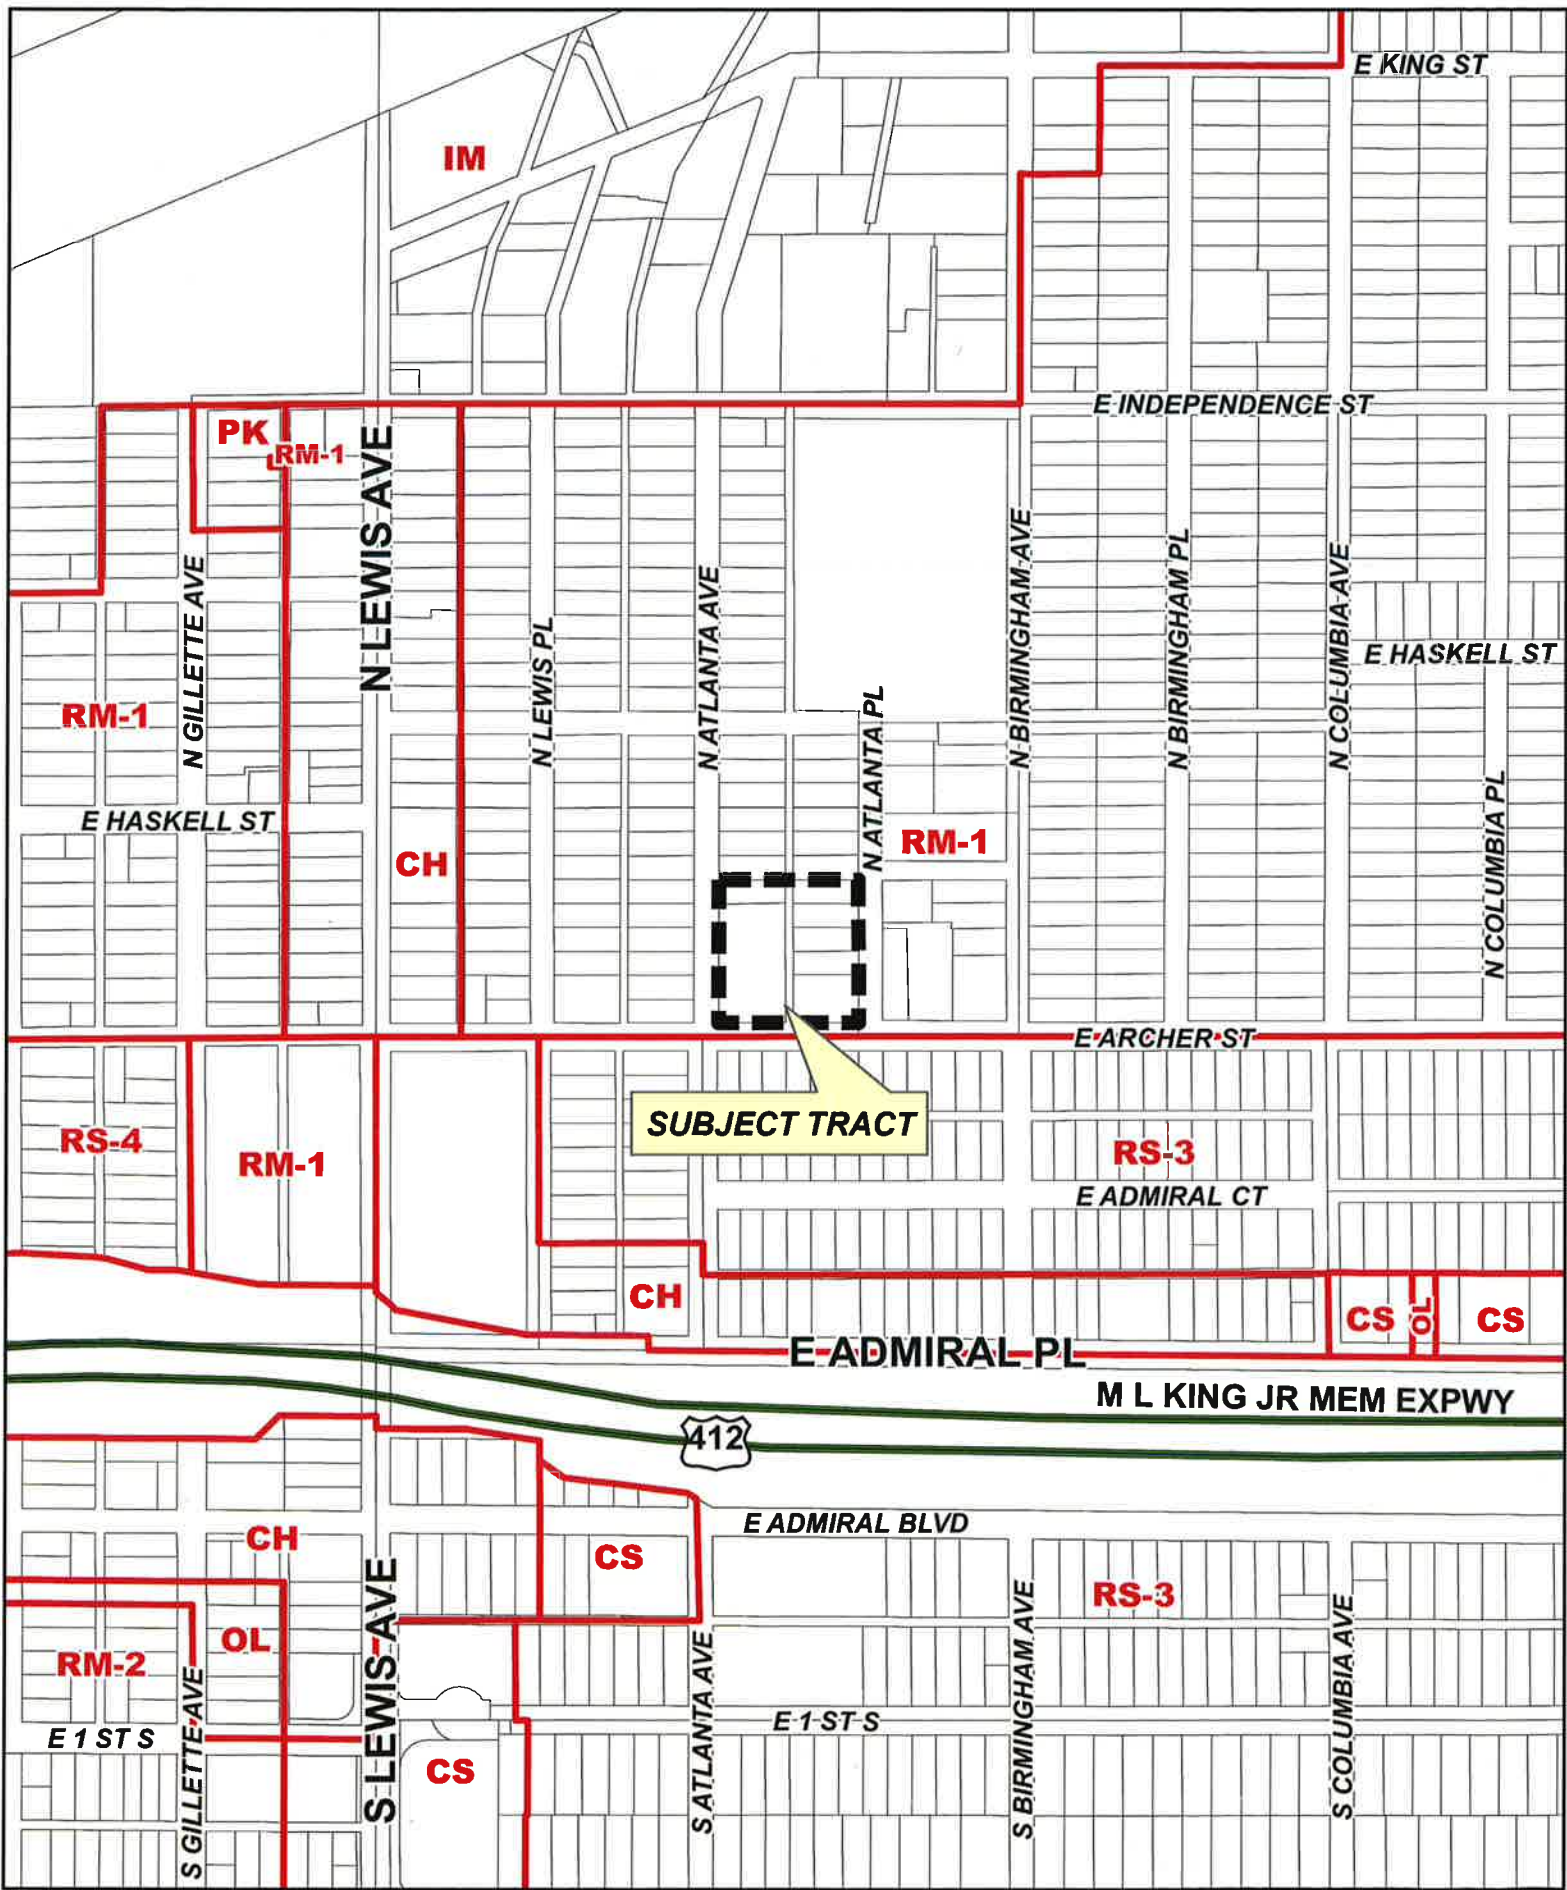 E KING ST
IM
E INDEPENDENCE ST
PK
RM-1
N LEWIS AVE
N GILLETTE AVE
N LEWIS PL
N ATLANTA AVE
N BIRMINGHAM AVE
N BIRMINGHAM PL
N COLUMBIA AVE
E HASKELL ST
RM-1
N ATLANTA PL
N COLUMBIA PL
E HASKELL ST
CH
RM-1
E ARCHER ST
SUBJECT TRACT
RS-4
RM-1
RS-3
E ADMIRAL CT
CH
CS
OL
CS
E ADMIRAL PL
M L KING JR MEM EXPWY
412
E ADMIRAL BLVD
CH
CS
RS-3
S LEWIS AVE
OL
RM-2
S GILLETTE AVE
S ATLANTA AVE
S BIRMINGHAM AVE
S COLUMBIA AVE
E 1 ST S
E 1 ST S
CS